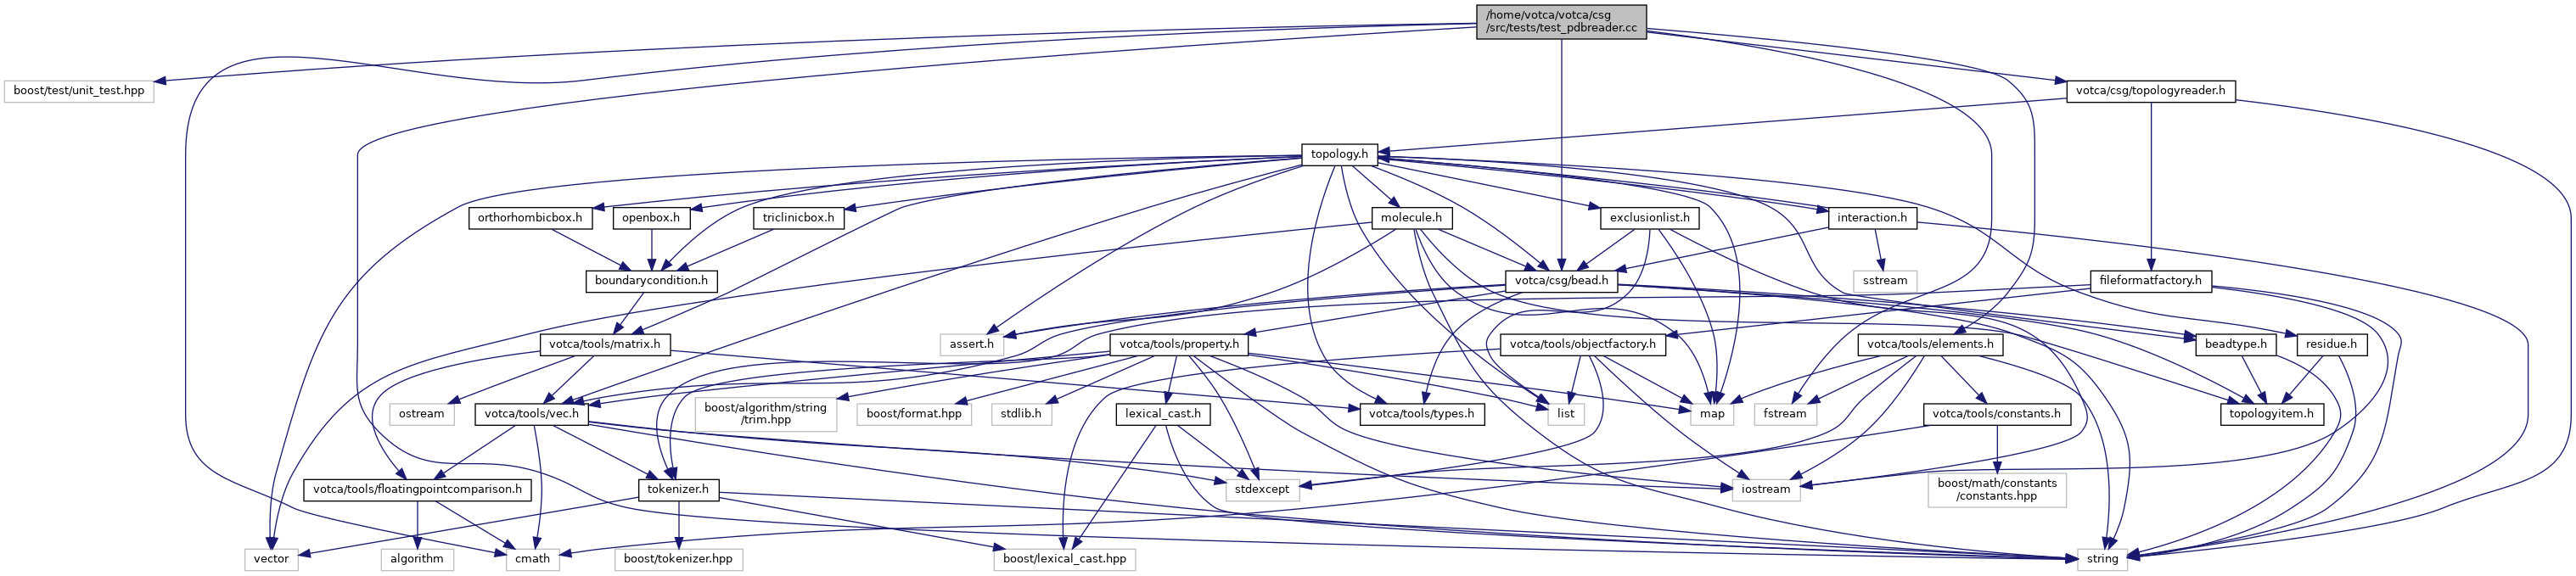 /home/votca/votca/csg
/src/tests/test_pdbreader.cc
boost/test/unit_test.hpp
votca/csg/topologyreader.h
topology.h
orthorhombicbox.h
openbox.h
triclinicbox.h
molecule.h
exclusionlist.h
interaction.h
boundarycondition.h
votca/csg/bead.h
sstream
fileformatfactory.h
votca/tools/matrix.h
assert.h
votca/tools/property.h
votca/tools/objectfactory.h
votca/tools/elements.h
beadtype.h
residue.h
ostream
votca/tools/vec.h
boost/algorithm/string
/trim.hpp
boost/format.hpp
stdlib.h
lexical_cast.h
votca/tools/types.h
list
map
fstream
votca/tools/constants.h
topologyitem.h
votca/tools/floatingpointcomparison.h
tokenizer.h
stdexcept
iostream
boost/math/constants
/constants.hpp
vector
algorithm
cmath
boost/tokenizer.hpp
boost/lexical_cast.hpp
string